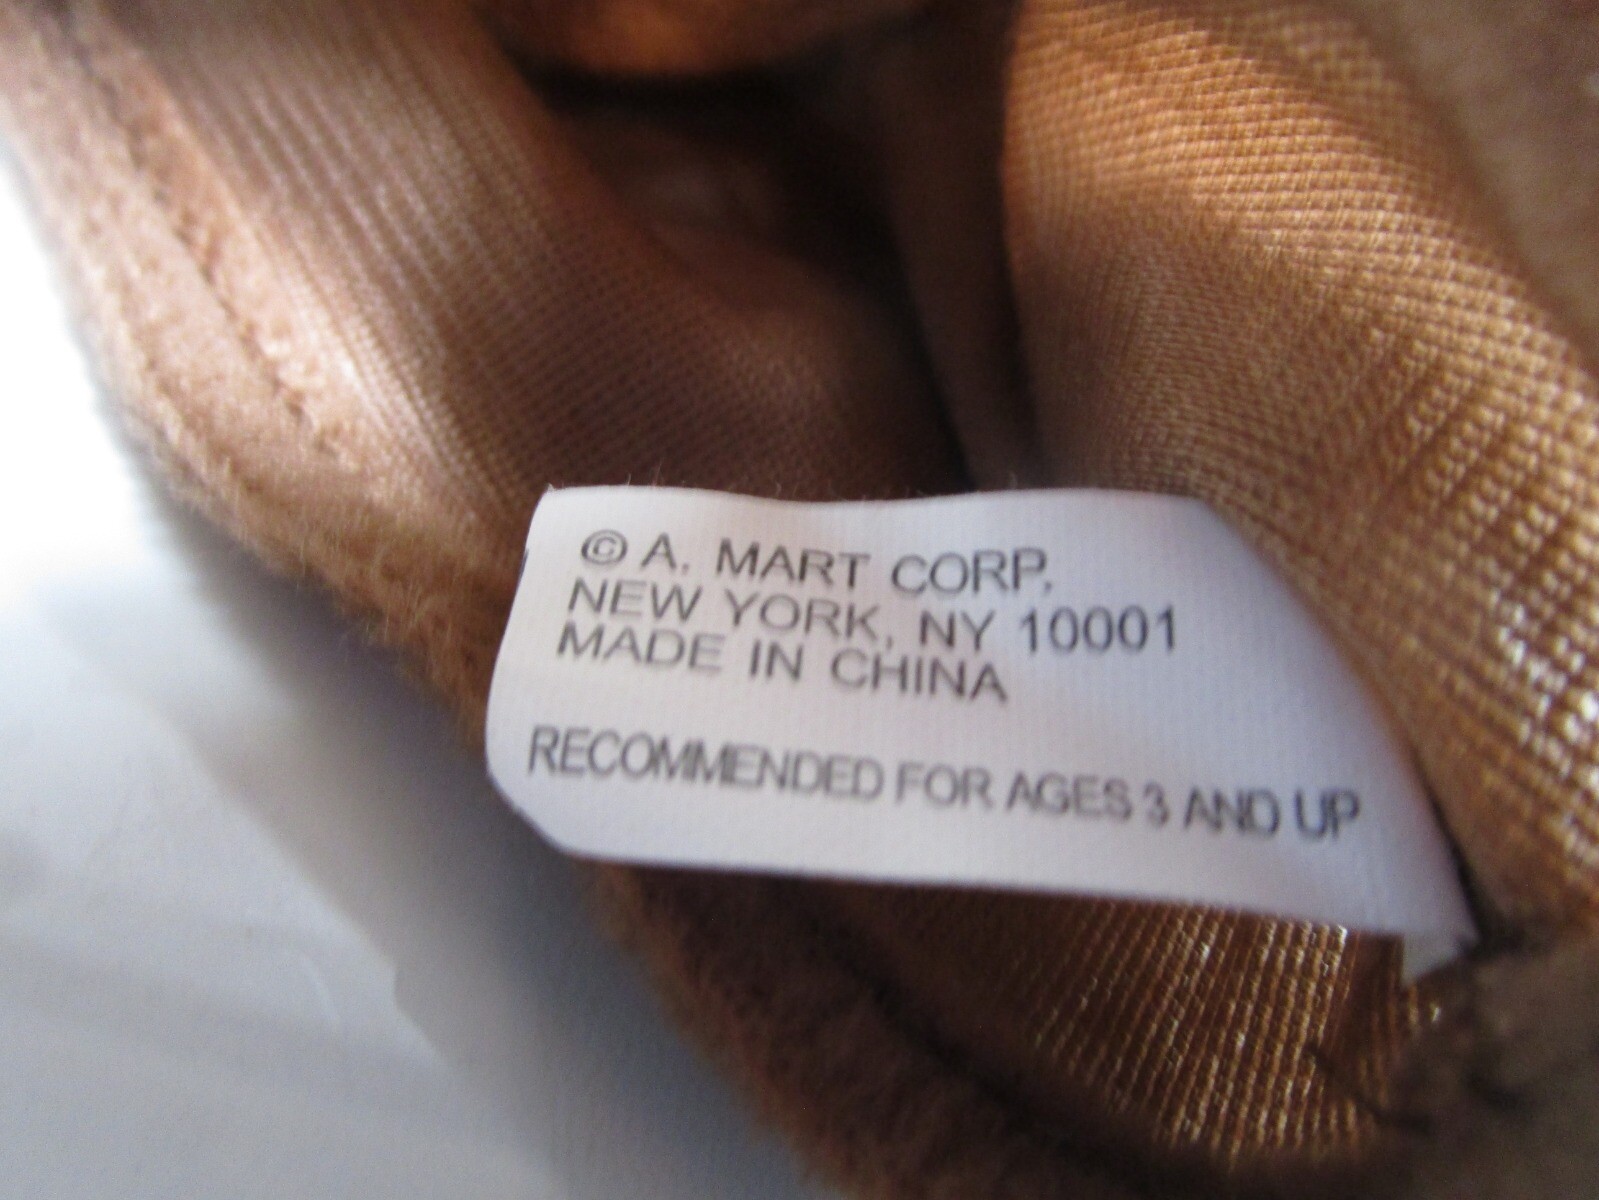 © A. MART CORP.
NEW YORK, NY 10001
MADE IN CHINA
RECOMMENDED FOR AGES 3 AND UP